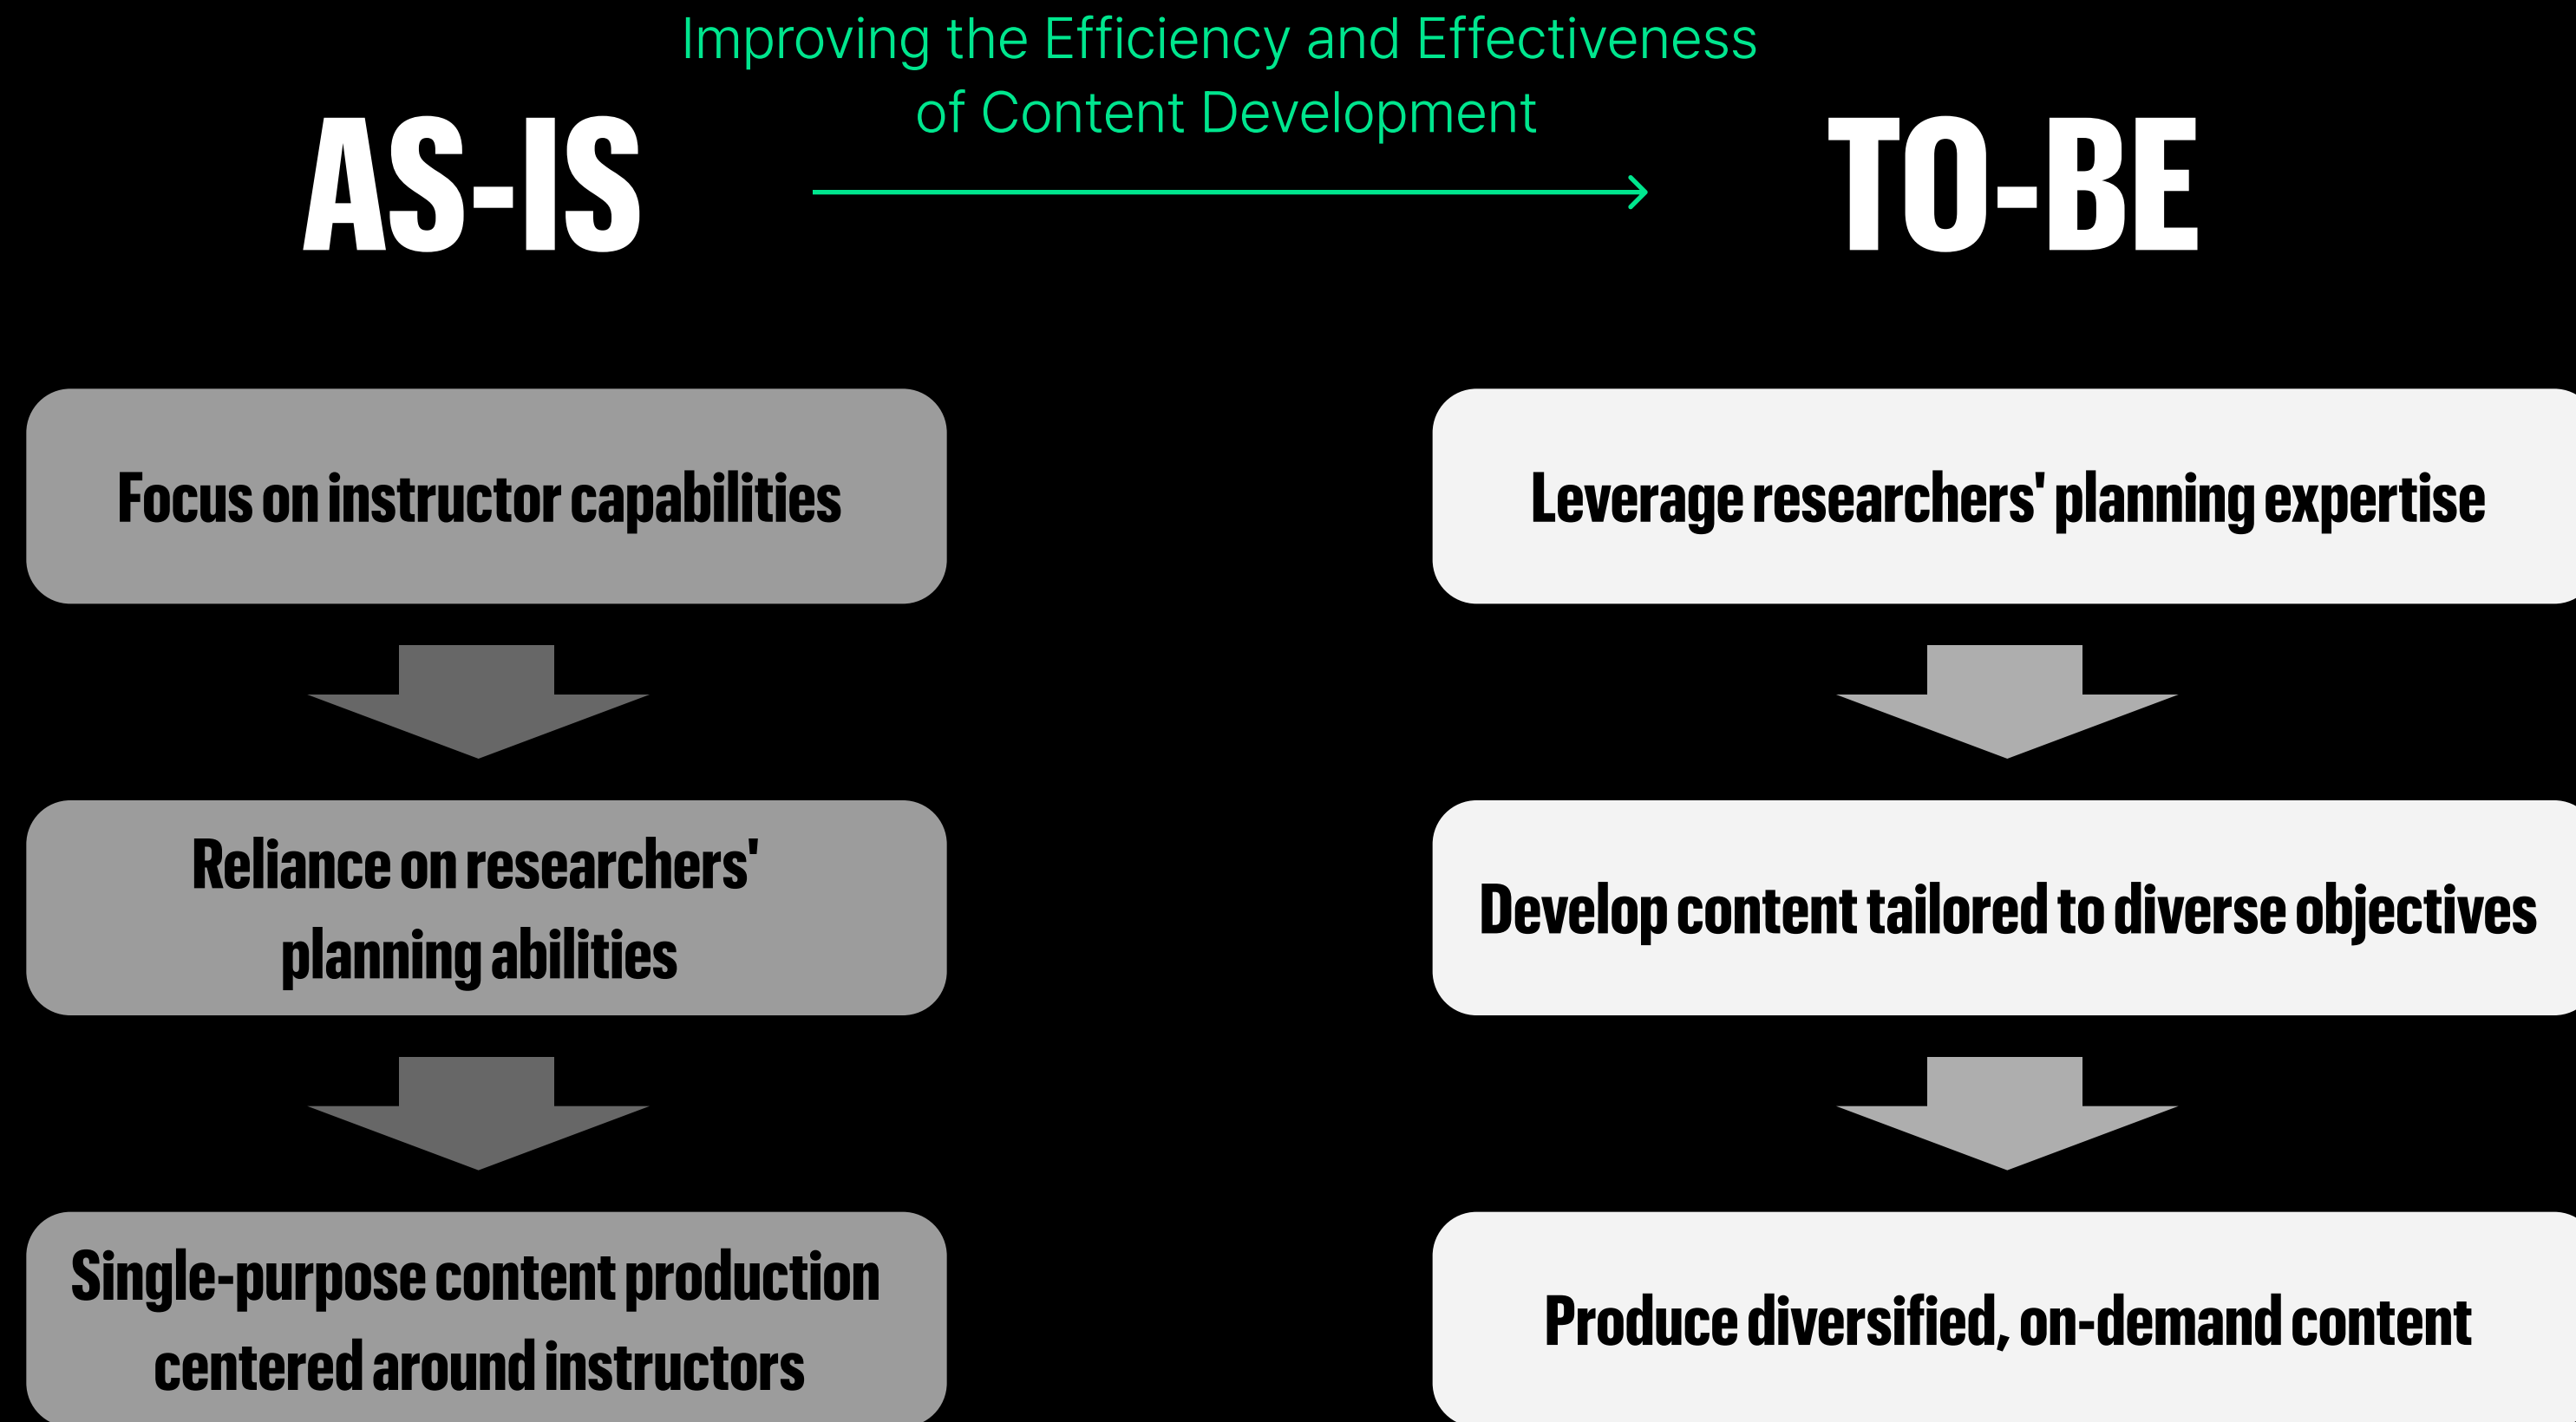 Improving the Efficiency and Effectiveness
of Content Development
AS-IS
TO-BE
Focus on instructor capabilities
Reliance on researchers'
planning abilities
Single-purpose content production
centered around instructors
Leverage researchers' planning expertise
Develop content tailored to diverse objectives
Produce diversified, on-demand content